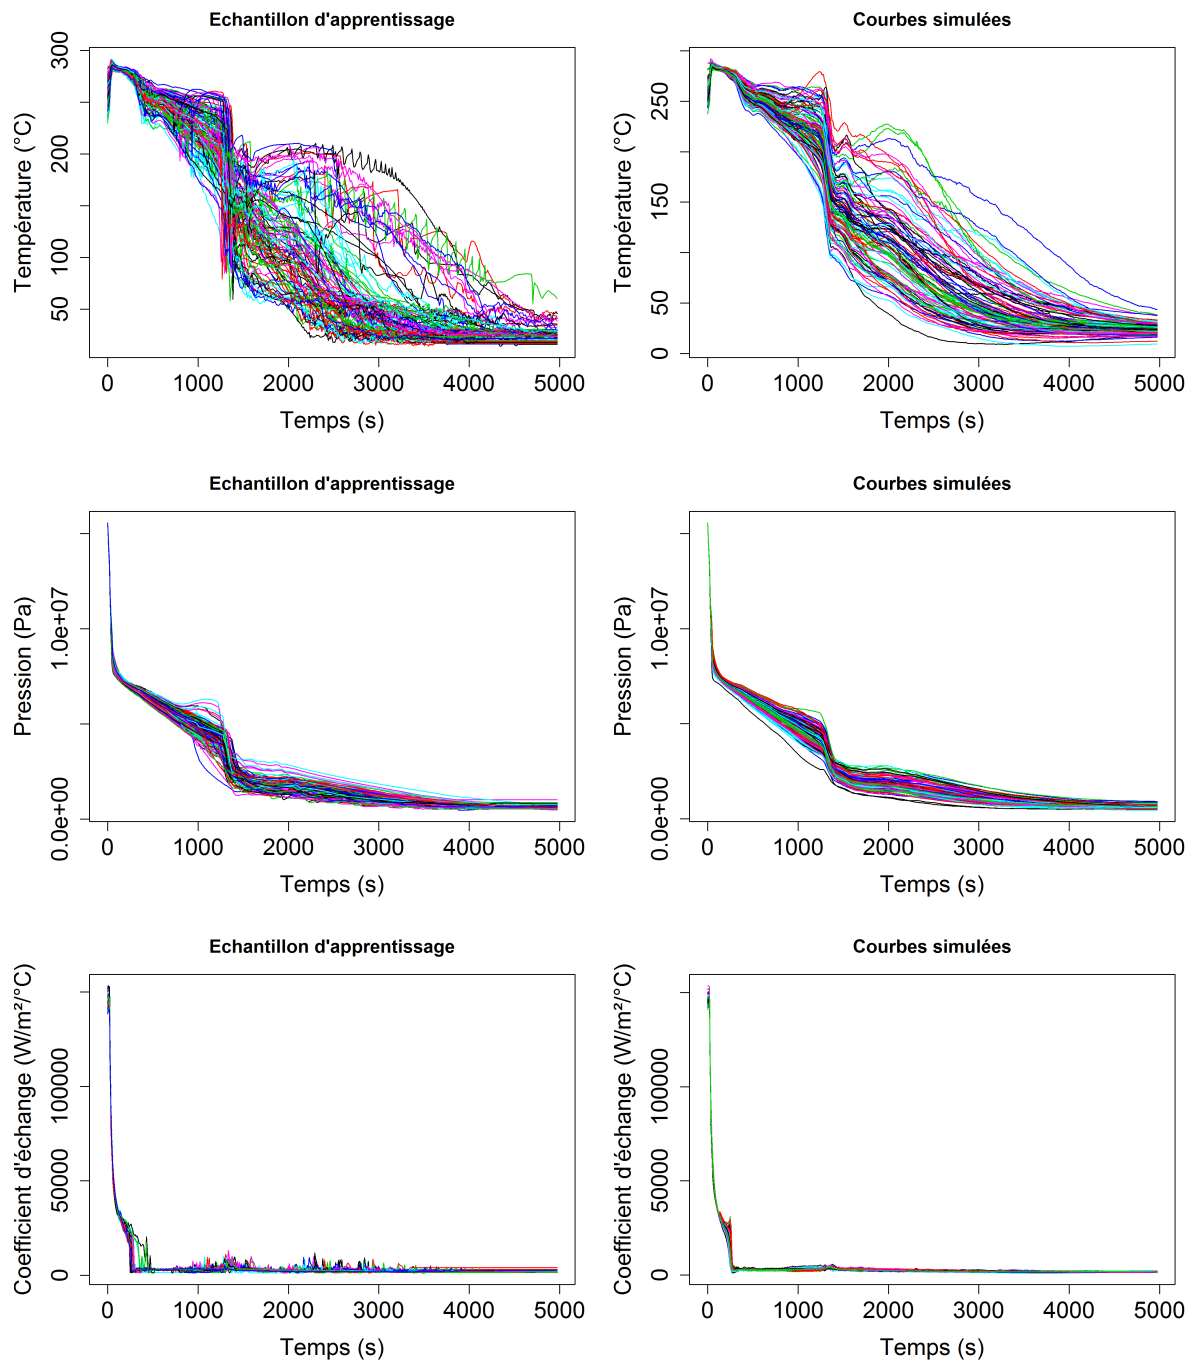 Echantillon d'apprentissage
Température (°C)
50
100
200
300
0
1000
2000
3000
4000
5000
Temps (s)
Courbes simulées
Température (°C)
0
50
150
250
0
1000
2000
3000
4000
5000
Temps (s)
Echantillon d'apprentissage
Pression (Pa)
0.0e+00
1.0e+07
0
1000
2000
3000
4000
5000
Temps (s)
Courbes simulées
Pression (Pa)
0.0e+00
1.0e+07
0
1000
2000
3000
4000
5000
Temps (s)
Echantillon d'apprentissage
Coefficient d'échange (W/m²/°C)
0
50000
100000
0
1000
2000
3000
4000
5000
Temps (s)
Courbes simulées
Coefficient d'échange (W/m²/°C)
0
50000
100000
0
1000
2000
3000
4000
5000
Temps (s)